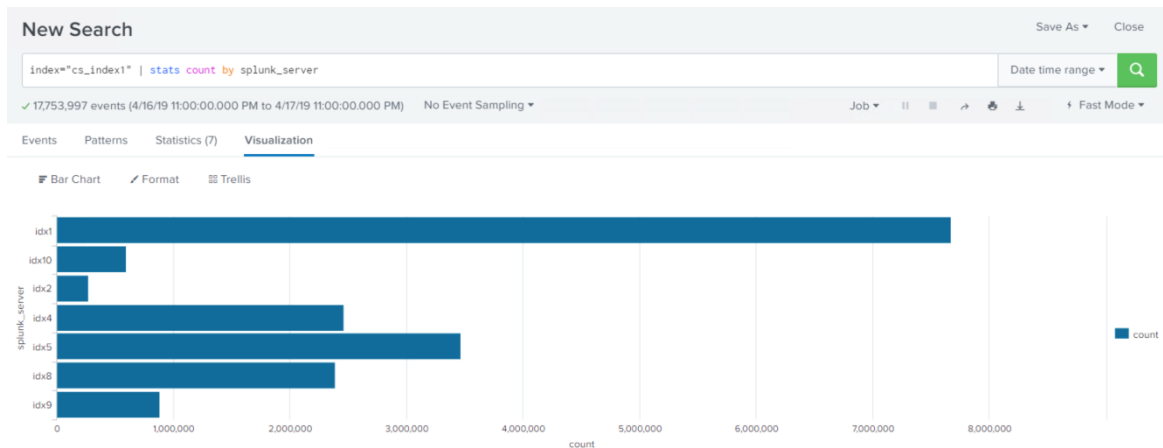 New Search
Save As Close
index="cs_index1" | stats count by splunk_server
Date time range
17,753,997 events (4/16/19 11:00:00.000 PM to 4/17/19 11:00:00.000 PM) No Event Sampling
Job Fast Mode
Events Patterns Statistics (7) Visualization
Bar Chart Format Trellis
splunk_server
idx1
idx10
idx2
idx4
idx5
idx8
idx9
count
0 1,000,000 2,000,000 3,000,000 4,000,000 5,000,000 6,000,000 7,000,000 8,000,000
count